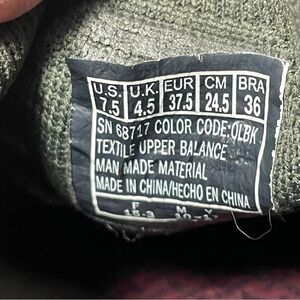 U.S. U.K. EUR CM BRA
7.5 4.5 37.5 24.5 36
SN 68717 COLOR CODE:OLBK
TEXTILE UPPER BALANCE
MAN MADE MATERIAL
MADE IN CHINA/HECHO EN CHINA
F M